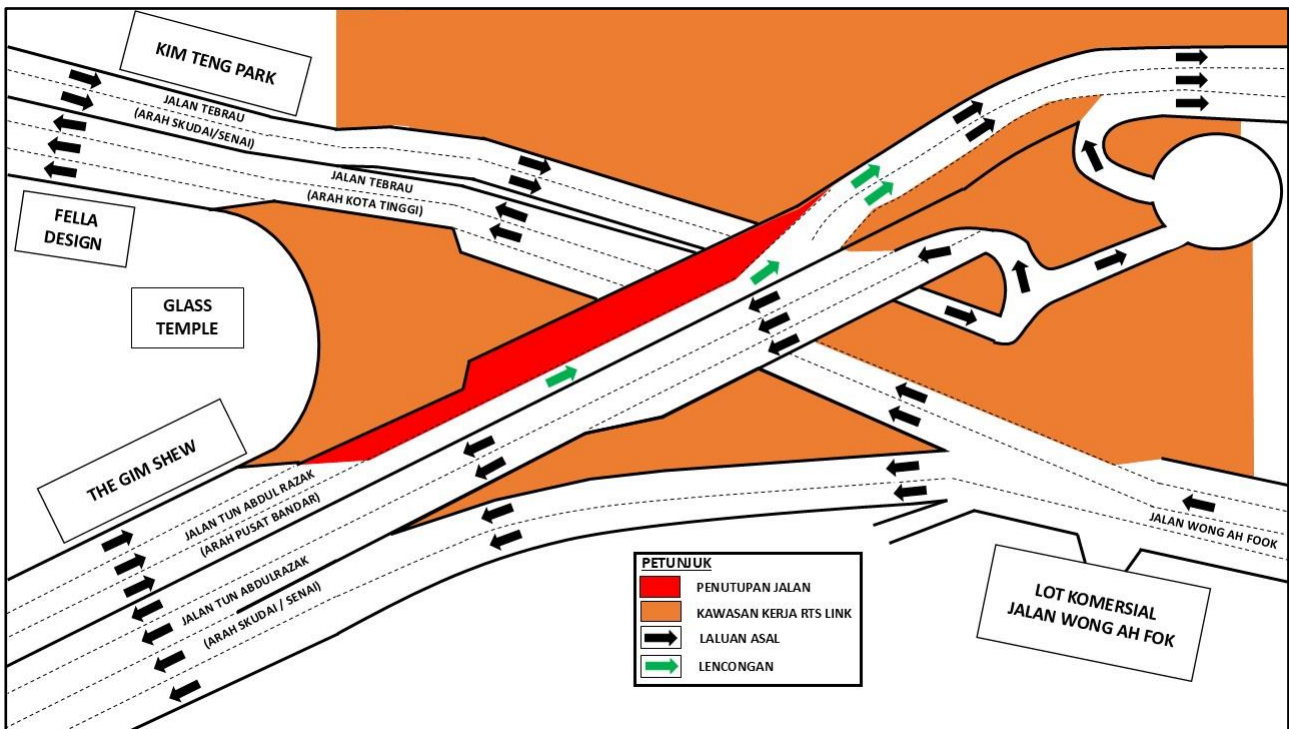 KIM TENG PARK
JALAN TEBRAU
(ARAH SKUDAI/SENAI)
JALAN TEBRAU
(ARAH KOTA TINGGI)
FELLA
DESIGN
GLASS
TEMPLE
THE GIM SHEW
JALAN TUN ABDULRAZAK
(ARAH PUSAT BANDAR)
JALAN TUN ABDULRAZAK
(ARAH SKUDAI / SENAI)
JALAN WONG AH FOOK
LOT KOMERSIAL
JALAN WONG AH FOK
PETUNJUK
PENUTUPAN JALAN
KAWASAN KERJA RTS LINK
LALUAN ASAL
LENCONGAN